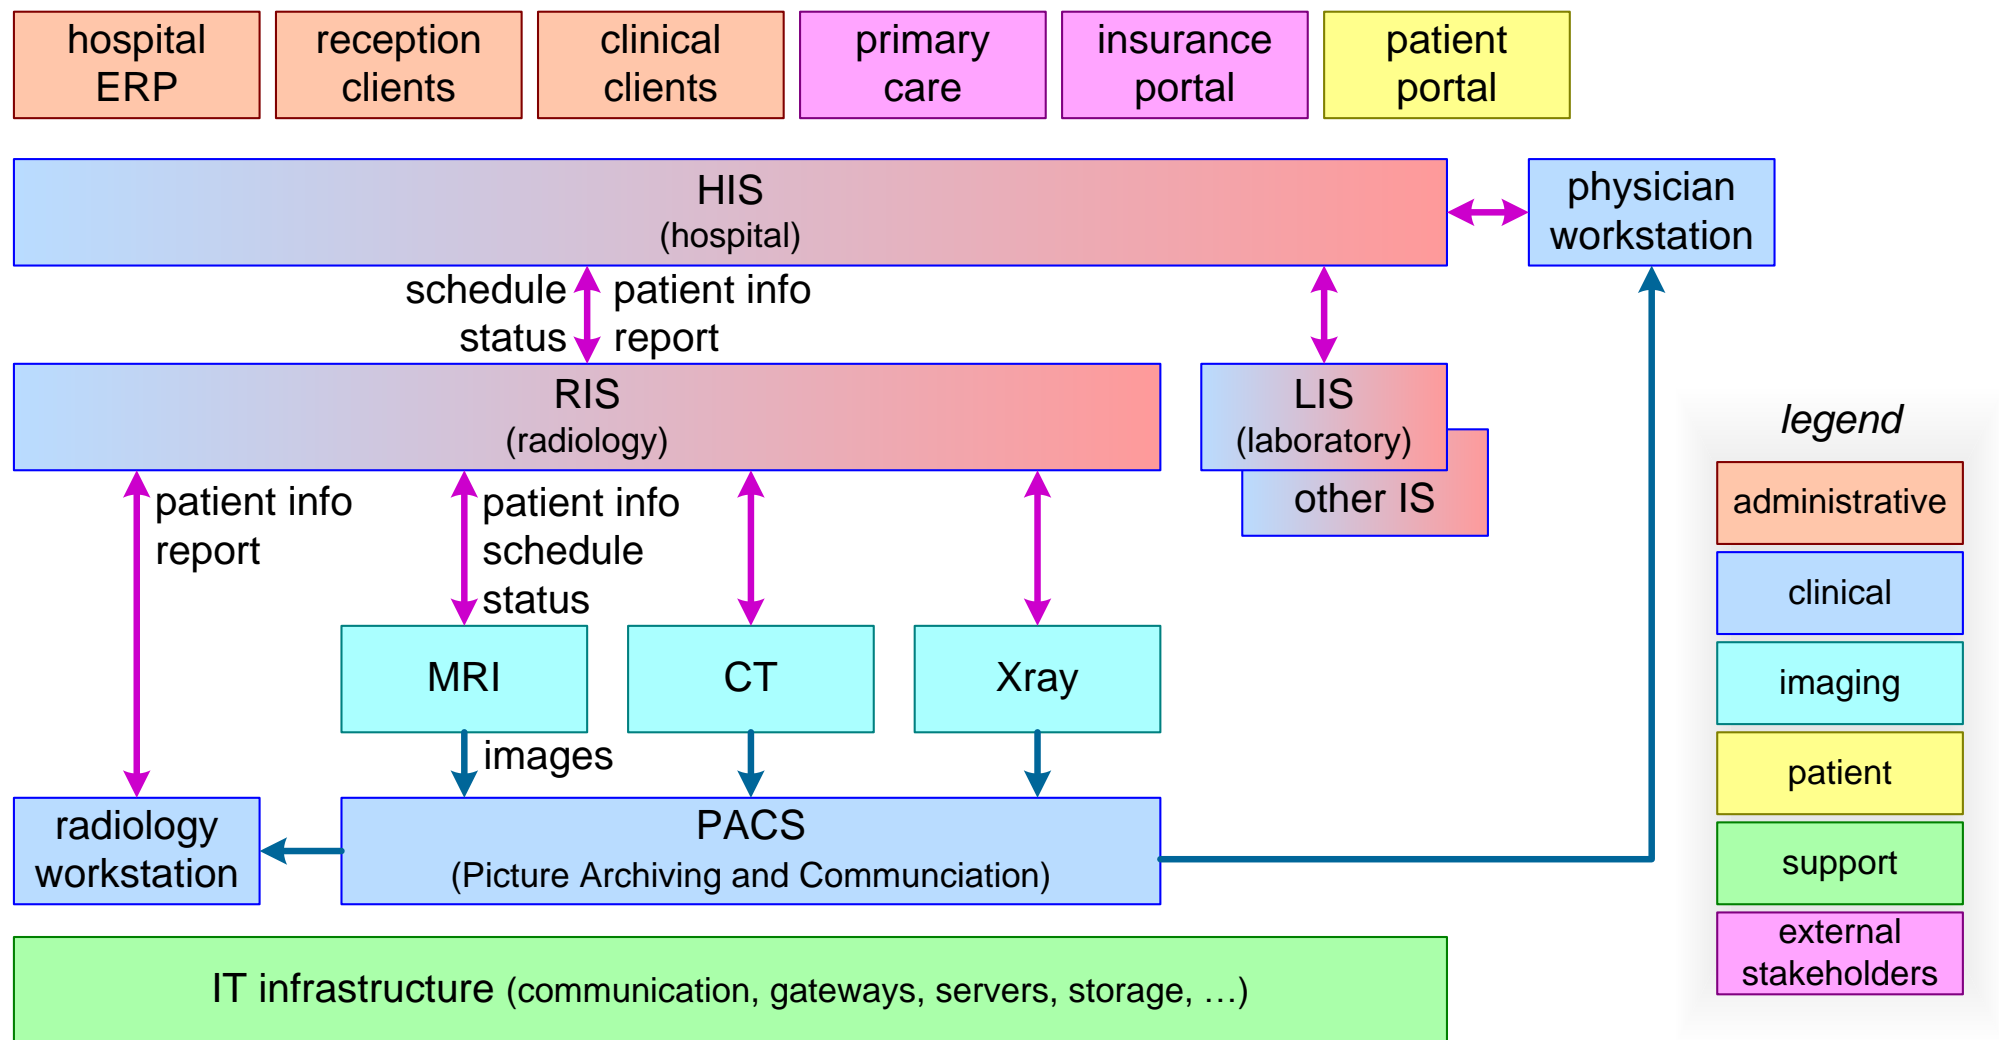 hospital
ERP
reception
clients
clinical
clients
primary
care
insurance
portal
patient
portal
HIS
(hospital)
physician
workstation
schedule
status
patient info
report
RIS
(radiology)
LIS
(laboratory)
other IS
patient info
report
patient info
schedule
status
MRI
CT
Xray
images
radiology
workstation
PACS
(Picture Archiving and Communciation)
IT infrastructure (communication, gateways, servers, storage, …)
legend
administrative
clinical
imaging
patient
support
external
stakeholders